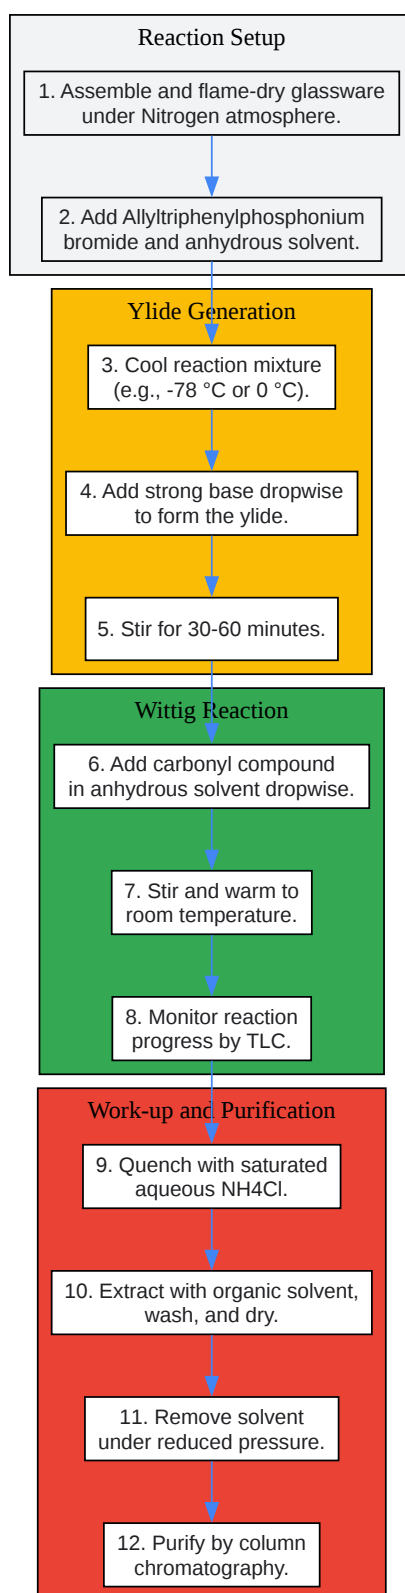 Reaction Setup
1. Assemble and flame-dry glassware
under Nitrogen atmosphere.
2. Add Allyltriphenylphosphonium
bromide and anhydrous solvent.
Ylide Generation
3. Cool reaction mixture
(e.g., -78 °C or 0 °C).
4. Add strong base dropwise
to form the ylide.
5. Stir for 30-60 minutes.
Wittig Reaction
6. Add carbonyl compound
in anhydrous solvent dropwise.
7. Stir and warm to
room temperature.
8. Monitor reaction
progress by TLC.
Work-up and Purification
9. Quench with saturated
aqueous NH4Cl.
10. Extract with organic solvent,
wash, and dry.
11. Remove solvent
under reduced pressure.
12. Purify by column
chromatography.